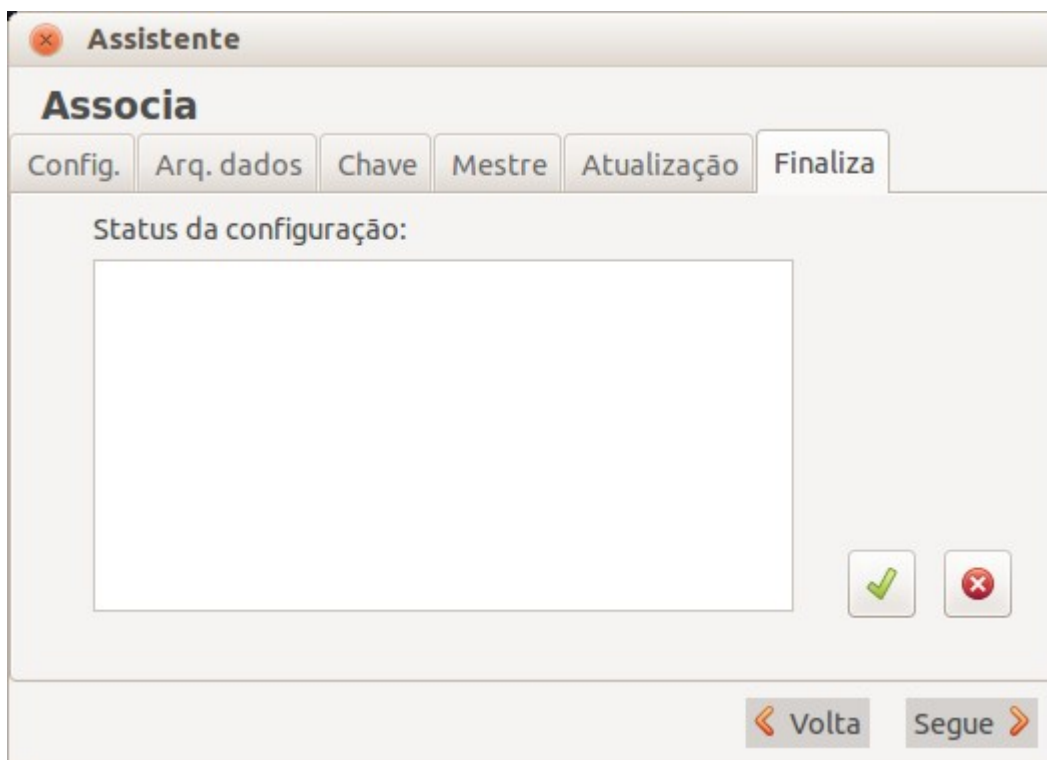 Assistente
Associa
Config. Arq. dados Chave Mestre Atualização Finaliza
Status da configuração:
Volta Segue